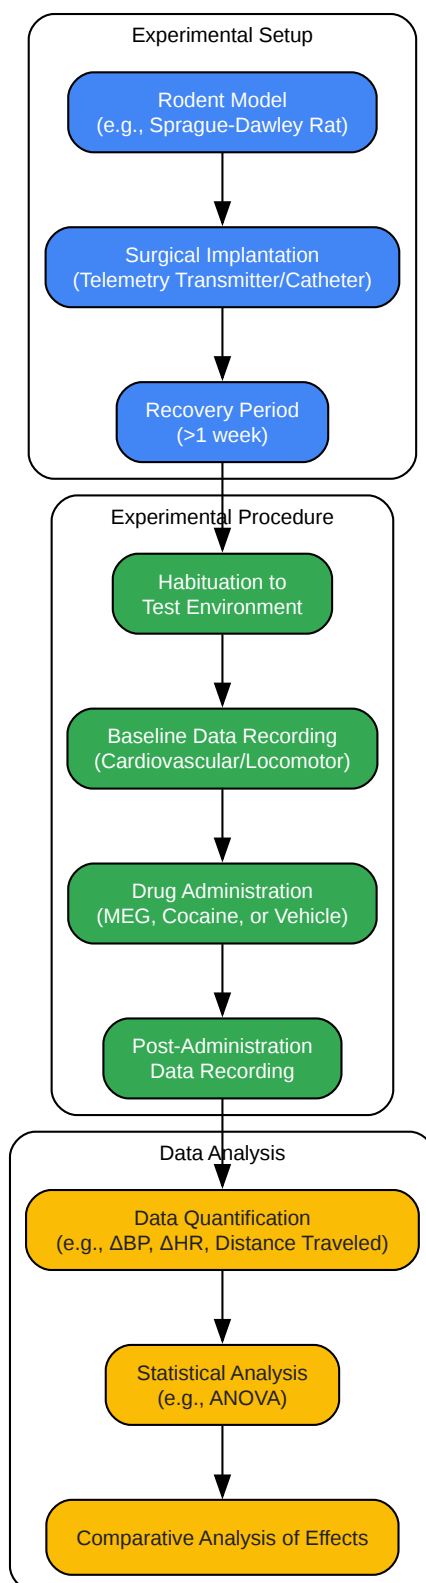 Experimental Setup
Rodent Model
(e.g., Sprague-Dawley Rat)
Surgical Implantation
(Telemetry Transmitter/Catheter)
Recovery Period
(>1 week)
Experimental Procedure
Habituation to
Test Environment
Baseline Data Recording
(Cardiovascular/Locomotor)
Drug Administration
(MEG, Cocaine, or Vehicle)
Post-Administration
Data Recording
Data Analysis
Data Quantification
(e.g., ΔBP, ΔHR, Distance Traveled)
Statistical Analysis
(e.g., ANOVA)
Comparative Analysis of Effects